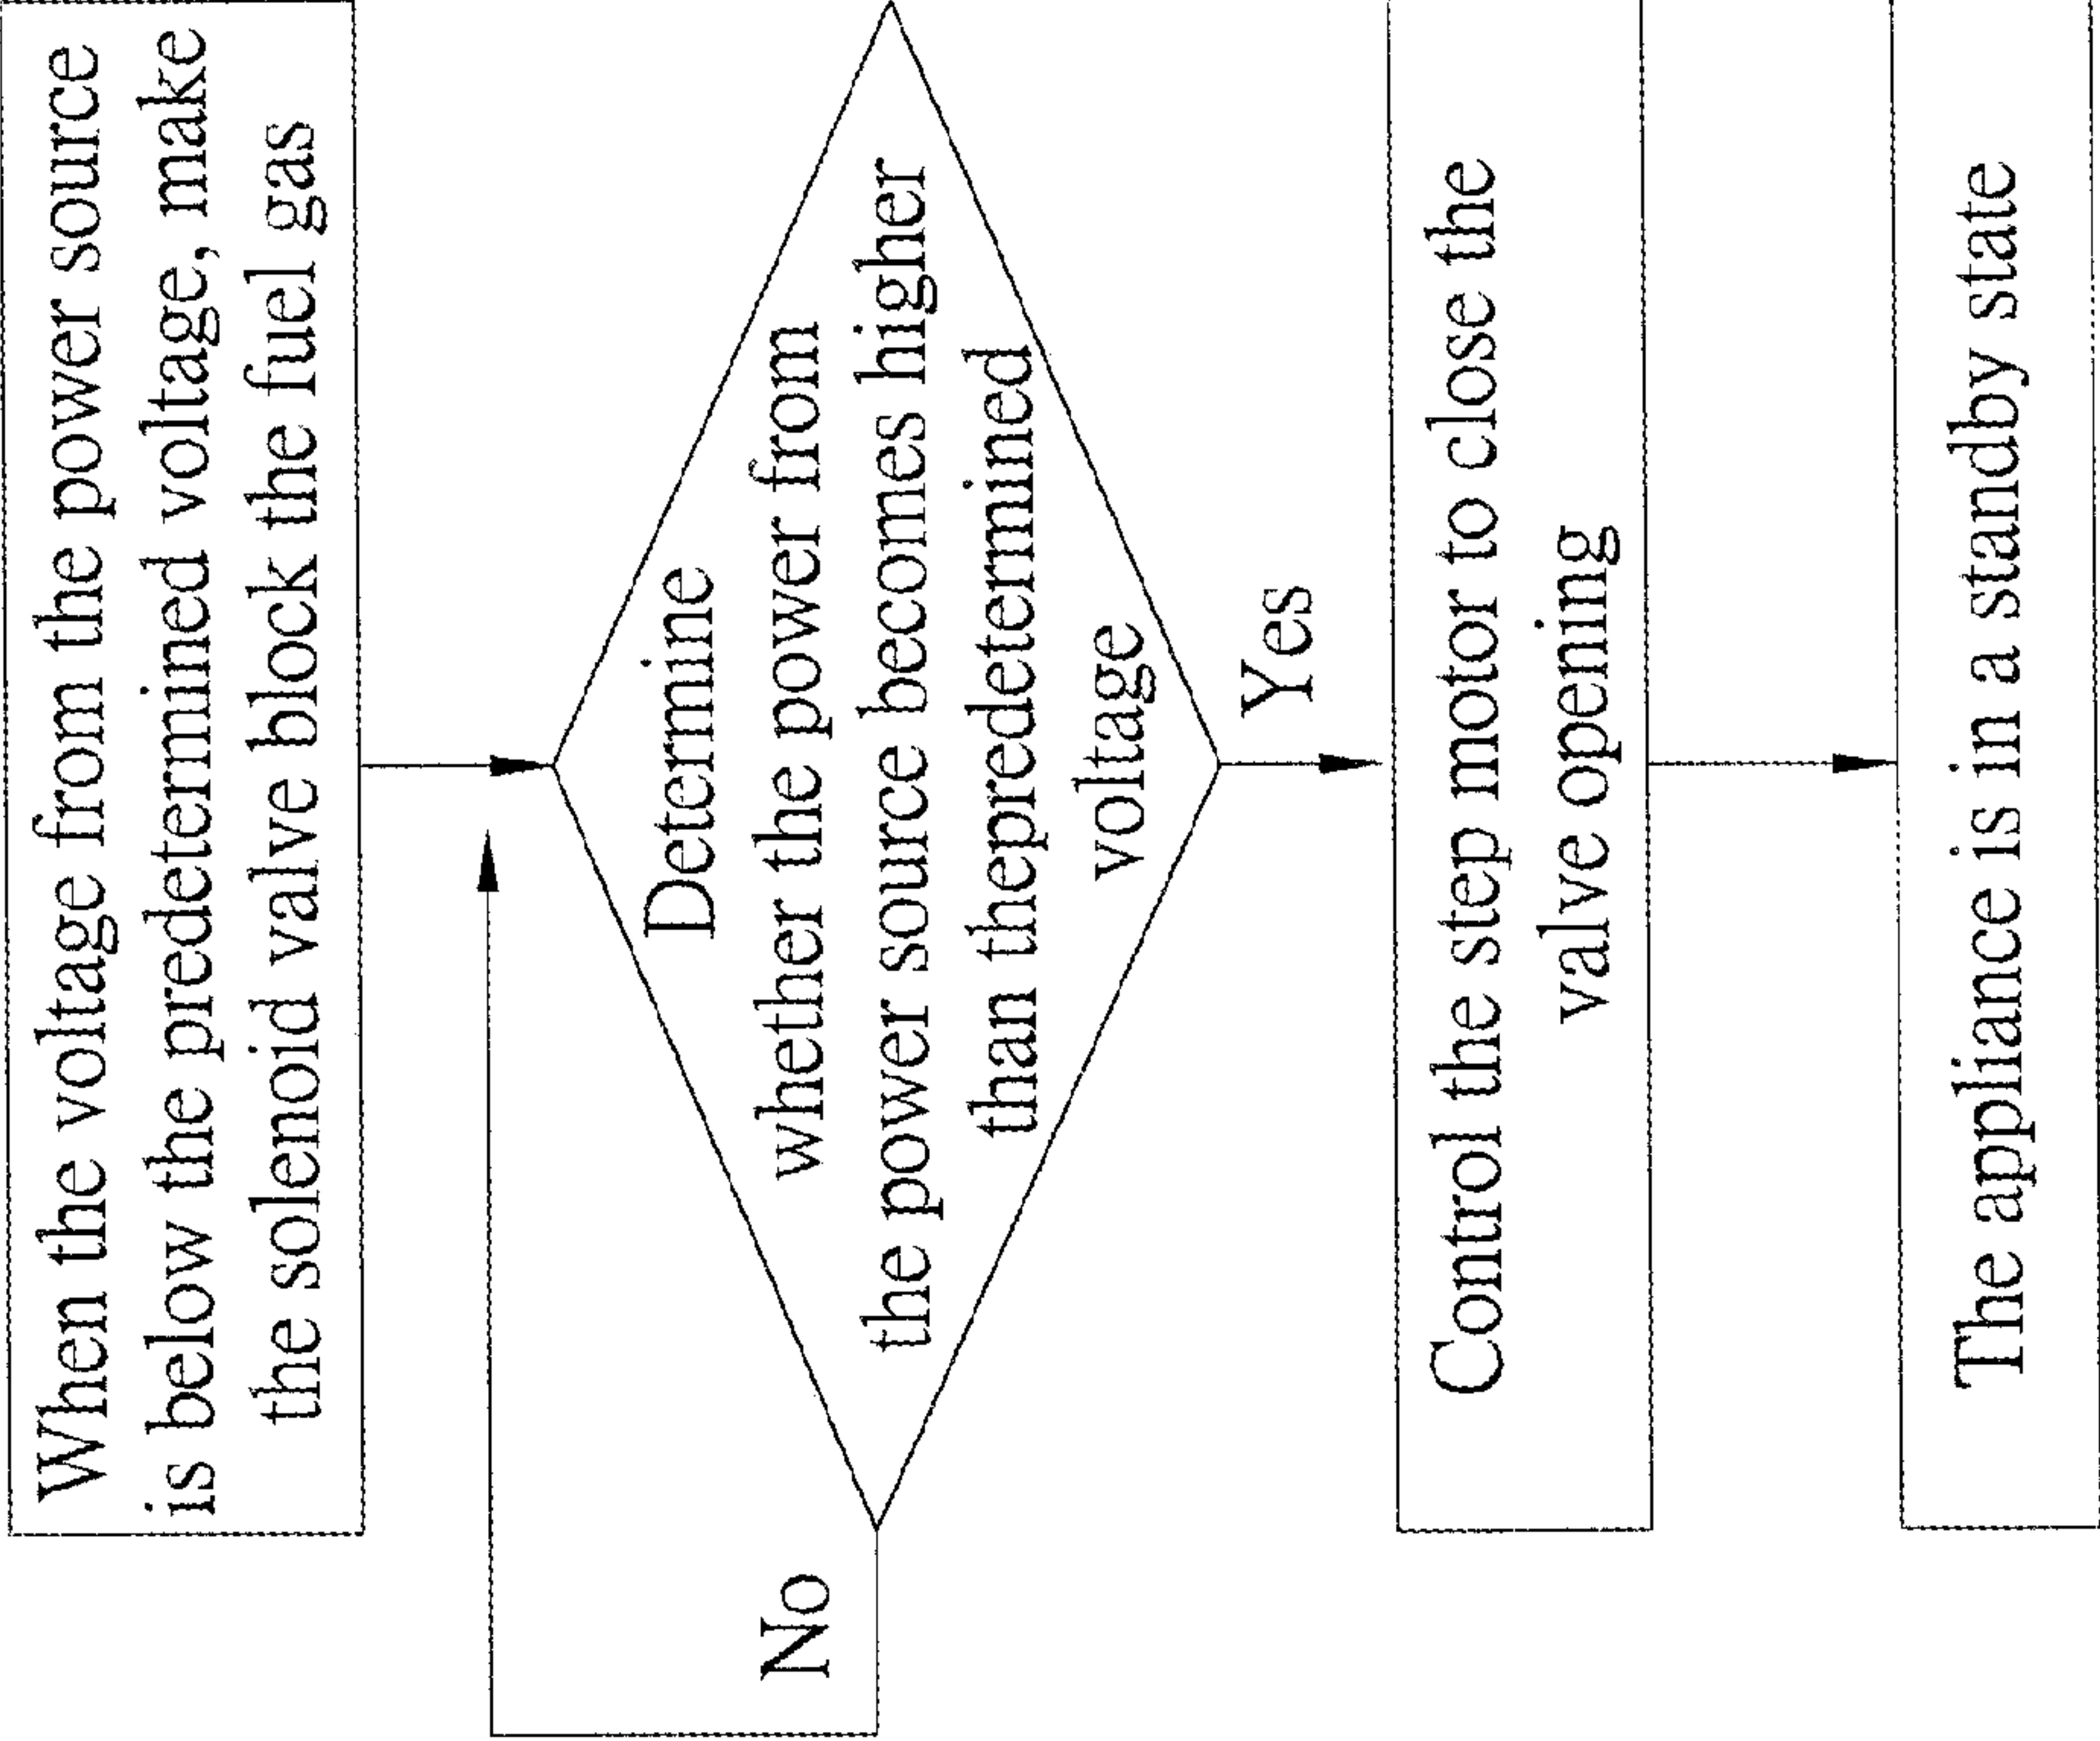 When the voltage from the power source
is below the predetermined voltage, make
the solenoid valve block the fuel gas
Determine
whether the power from
the power source becomes higher
than thepredetermined
voltage
No
Yes
Control the step motor to close the
valve opening
The appliance is in a standby state